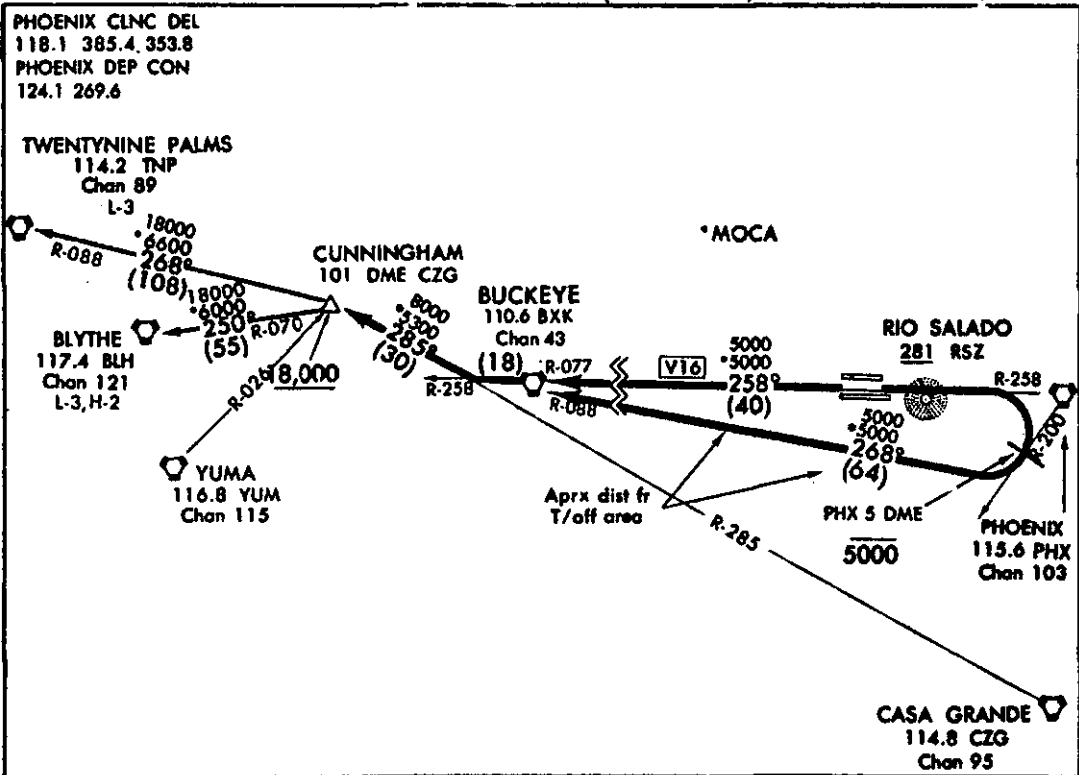 PHOENIX CLNC DEL
118.1 385.4 353.8
PHOENIX DEP CON
124.1 269.6
TWENTYNINE PALMS
114.2 TNP
Chan 89
L-3
18000
*6600
268°
(108)
R-088
CUNNINGHAM
101 DME CZG
*MOCA
18000
*6000
250°
(55)
R-070
BLYTHE
117.4 BLH
Chan 121
L-3,H-2
R-026
18,000
YUMA
116.8 YUM
Chan 115
8000
*5300
285°
(30)
BUCKEYE
110.6 BXK
Chan 43
(18)
R-077
R-258
R-088
V16
5000
*5000
258°
(40)
RIO SALADO
281 RSZ
R-258
R-200
5000
*5000
268°
(64)
Aprx dist fr
T/off area
PHX 5 DME
5000
PHOENIX
115.6 PHX
Chan 103
R-285
CASA GRANDE
114.8 CZG
Chan 95